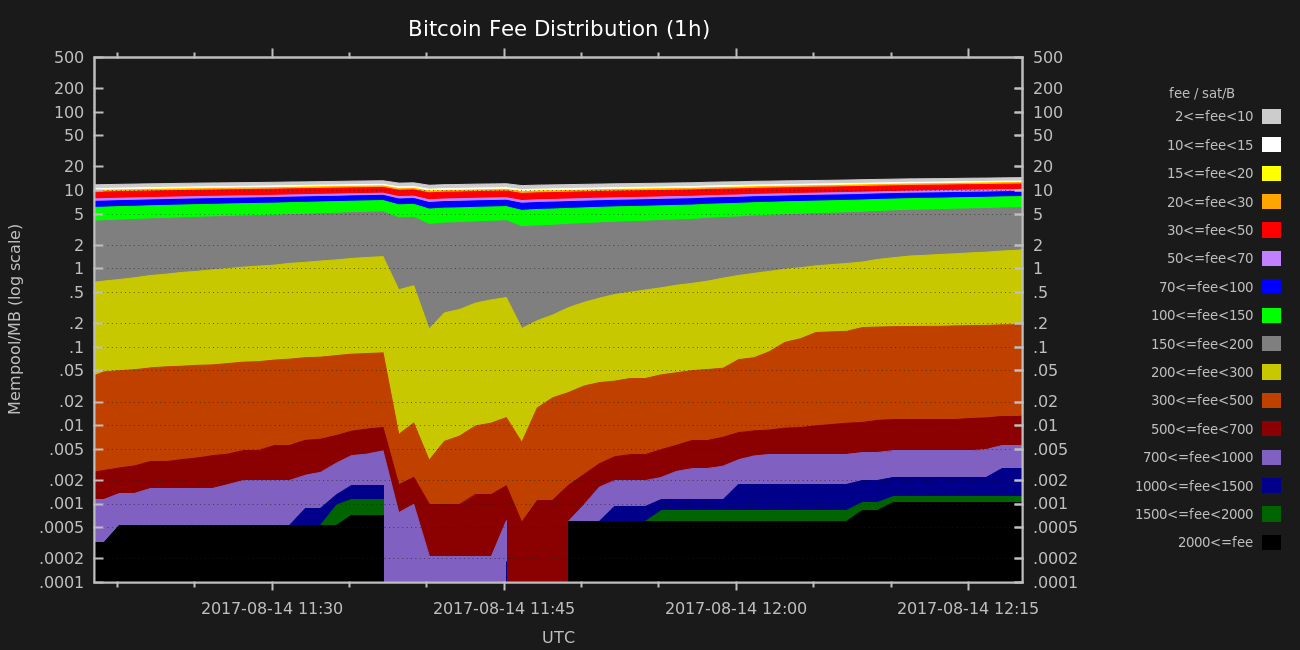 Bitcoin Fee Distribution (1h)
500
200
100
50
20
10
5
2
1
.5
.2
.1
.05
.02
.01
.005
.002
.001
.0005
.0002
.0001
Mempool/MB (log scale)
500
200
100
50
20
10
5
2
1
.5
.2
.1
.05
.02
.01
.005
.002
.001
.0005
.0002
.0001
2017-08-14 11:30
2017-08-14 11:45
2017-08-14 12:00
2017-08-14 12:15
UTC
fee / sat/B
2<=fee<10
10<=fee<15
15<=fee<20
20<=fee<30
30<=fee<50
50<=fee<70
70<=fee<100
100<=fee<150
150<=fee<200
200<=fee<300
300<=fee<500
500<=fee<700
700<=fee<1000
1000<=fee<1500
1500<=fee<2000
2000<=fee